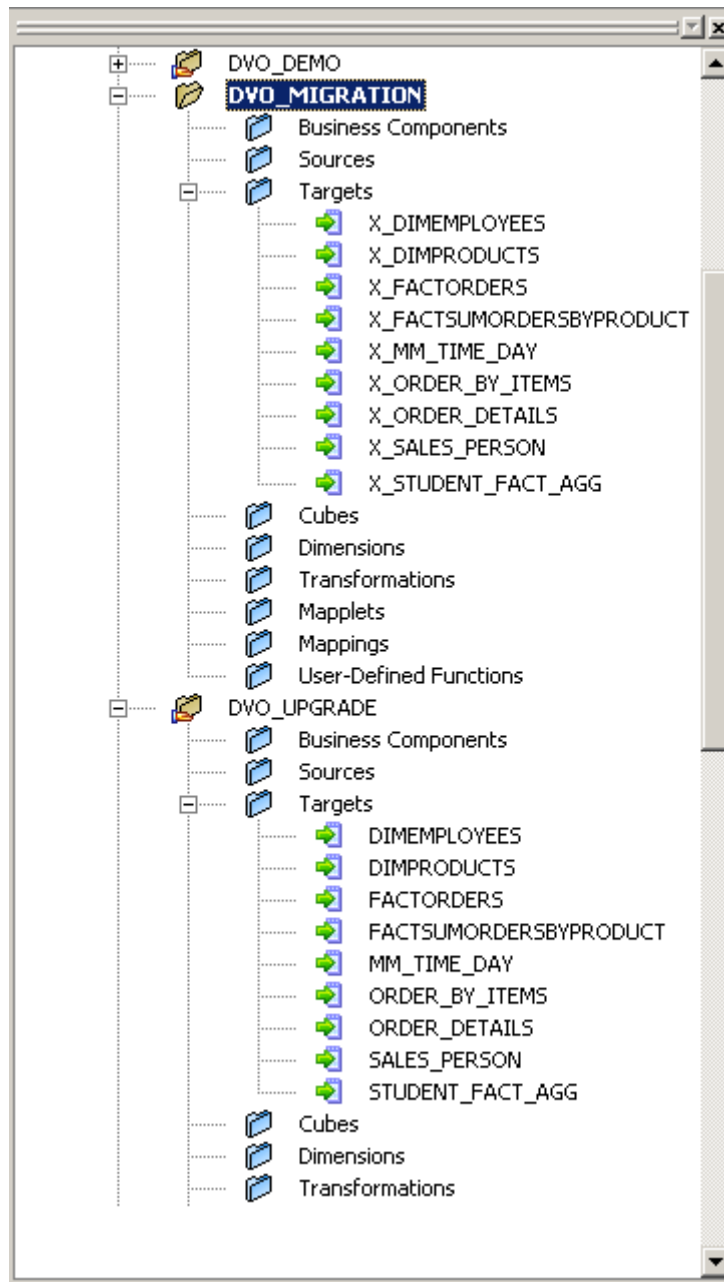 DVO_DEMO
DVO_MIGRATION
Business Components
Sources
Targets
X_DIMEMPLOYEES
X_DIMPRODUCTS
X_FACTORDERS
X_FACTSUMORDERSBYPRODUCT
X_MM_TIME_DAY
X_ORDER_BY_ITEMS
X_ORDER_DETAILS
X_SALES_PERSON
X_STUDENT_FACT_AGG
Cubes
Dimensions
Transformations
Mapplets
Mappings
User-Defined Functions
DVO_UPGRADE
Business Components
Sources
Targets
DIMEMPLOYEES
DIMPRODUCTS
FACTORDERS
FACTSUMORDERSBYPRODUCT
MM_TIME_DAY
ORDER_BY_ITEMS
ORDER_DETAILS
SALES_PERSON
STUDENT_FACT_AGG
Cubes
Dimensions
Transformations